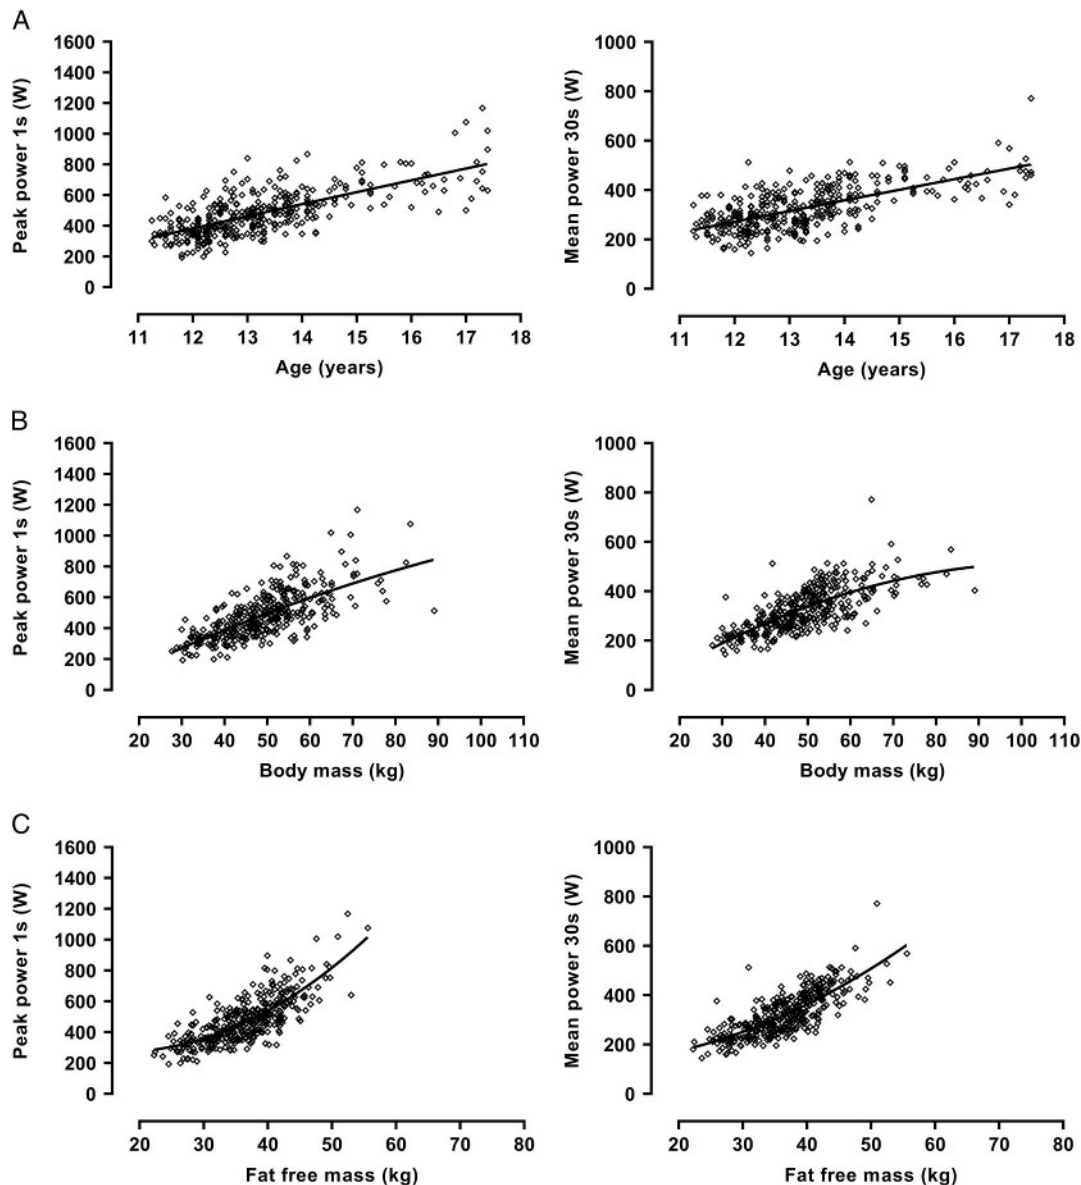 A
Peak power 1s (W)
1600
1400
1200
1000
800
600
400
200
0
11 12 13 14 15 16 17 18
Age (years)
Mean power 30s (W)
1000
800
600
400
200
0
11 12 13 14 15 16 17 18
Age (years)
B
Peak power 1s (W)
1600
1400
1200
1000
800
600
400
200
0
20 30 40 50 60 70 80 90 100 110
Body mass (kg)
Mean power 30s (W)
1000
800
600
400
200
0
20 30 40 50 60 70 80 90 100 110
Body mass (kg)
C
Peak power 1s (W)
1600
1400
1200
1000
800
600
400
200
0
20 30 40 50 60 70 80
Fat free mass (kg)
Mean power 30s (W)
1000
800
600
400
200
0
20 30 40 50 60 70 80
Fat free mass (kg)